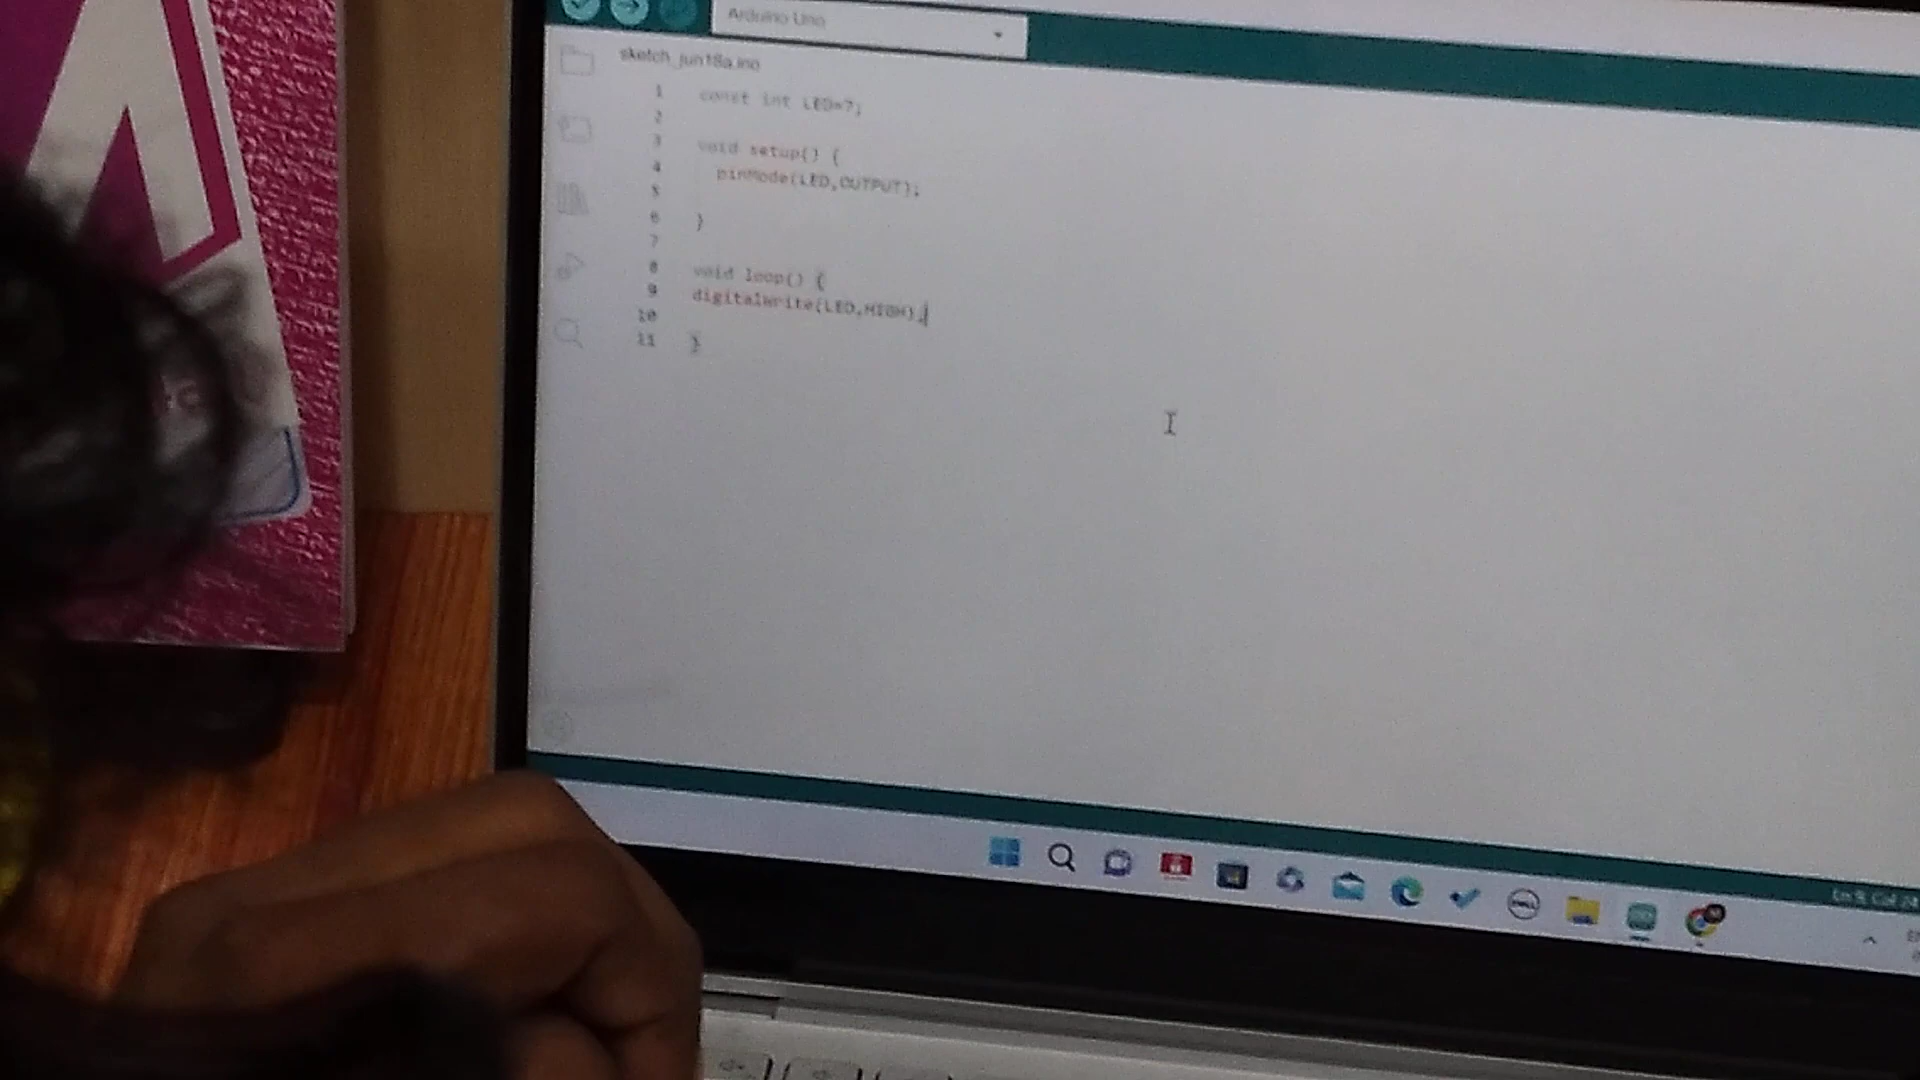 Arduino Uno
sketch_jun18a.ino
1 const int LED=7;
2
3 void setup() {
4 pinMode(LED,OUTPUT);
5
6 }
7
8 void loop() {
9 digitalWrite(LED,HIGH);
10
11 }
DELL